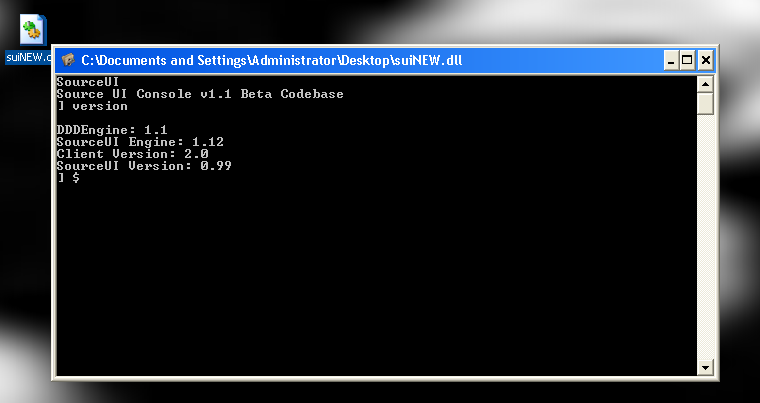 suiNEW.d
C:\Documents and Settings\Administrator\Desktop\suiNEW.dll
SourceUI
Source UI Console v1.1 Beta Codebase
] version
DDDEngine: 1.1
SourceUI Engine: 1.12
Client Version: 2.0
SourceUI Version: 0.99
] $